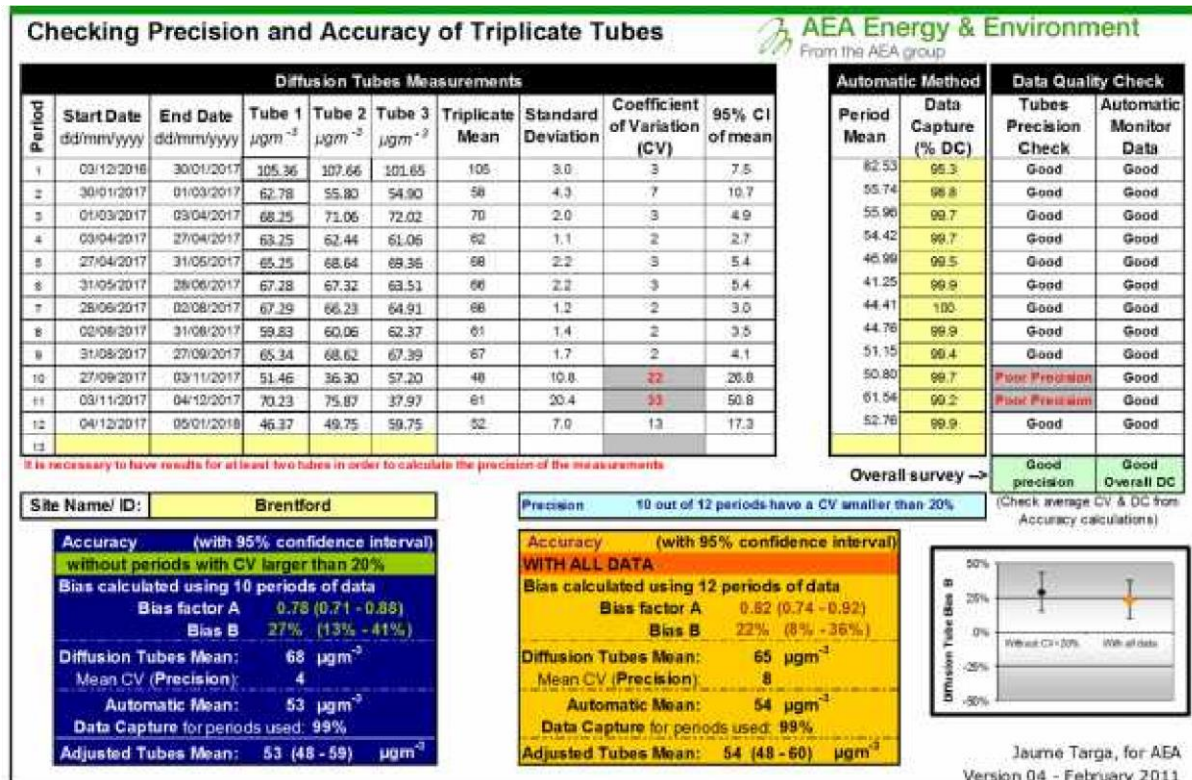 Checking Precision and Accuracy of Triplicate Tubes
AEA Energy & Environment
From the AEA group
Diffusion Tubes Measurements
Automatic Method
Data Quality Check
Period Start Date dd/mm/yyyy End Date dd/mm/yyyy Tube 1 µgm⁻³ Tube 2 µgm⁻³ Tube 3 µgm⁻³ Triplicate Mean Standard Deviation Coefficient of Variation (CV) 95% CI of mean Period Mean Data Capture (% DC) Tubes Precision Check Automatic Monitor Data
1 03/12/2016 30/01/2017 105.36 107.66 101.65 105 3.0 3 7.5 62.53 95.3 Good Good
2 30/01/2017 01/03/2017 62.78 55.80 54.90 58 4.3 7 10.7 55.74 98.8 Good Good
3 01/03/2017 03/04/2017 68.25 71.06 72.02 70 2.0 3 4.9 55.96 99.7 Good Good
4 03/04/2017 27/04/2017 63.25 62.44 61.06 62 1.1 2 2.7 54.42 99.7 Good Good
5 27/04/2017 31/05/2017 65.25 68.64 69.36 68 2.2 3 5.4 46.99 99.5 Good Good
6 31/05/2017 28/06/2017 67.28 67.32 63.51 66 2.2 3 5.4 41.25 99.9 Good Good
7 28/06/2017 02/08/2017 67.29 66.23 64.91 66 1.2 2 3.0 44.41 100 Good Good
8 02/08/2017 31/08/2017 59.83 60.06 62.37 61 1.4 2 3.5 44.76 99.9 Good Good
9 31/08/2017 27/09/2017 65.34 68.62 67.39 67 1.7 2 4.1 51.15 99.4 Good Good
10 27/09/2017 03/11/2017 51.46 36.30 57.20 48 10.8 22 26.8 50.80 99.7 Poor Precision Good
11 03/11/2017 04/12/2017 70.23 75.87 37.97 61 20.4 33 50.8 61.54 99.2 Poor Precision Good
12 04/12/2017 05/01/2018 46.37 49.75 59.75 52 7.0 13 17.3 52.76 99.9 Good Good
13
It is necessary to have results for at least two tubes in order to calculate the precision of the measurements
Overall survey --> Good precision Good Overall DC
Site Name/ ID: Brentford
Precision 10 out of 12 periods have a CV smaller than 20%
(Check average CV & DC from
Accuracy calculations)
Accuracy (with 95% confidence interval)
without periods with CV larger than 20%
Bias calculated using 10 periods of data
Bias factor A 0.78 (0.71 - 0.88)
Bias B 27% (13% - 41%)
Diffusion Tubes Mean: 68 µgm⁻³
Mean CV (Precision): 4
Automatic Mean: 53 µgm⁻³
Data Capture for periods used: 99%
Adjusted Tubes Mean: 53 (48 - 59) µgm⁻³
Accuracy (with 95% confidence interval)
WITH ALL DATA
Bias calculated using 12 periods of data
Bias factor A 0.82 (0.74 - 0.92)
Bias B 22% (8% - 36%)
Diffusion Tubes Mean: 65 µgm⁻³
Mean CV (Precision): 8
Automatic Mean: 54 µgm⁻³
Data Capture for periods used: 99%
Adjusted Tubes Mean: 54 (48 - 60) µgm⁻³
Diffusion Tube Bias B
50%
25%
0%
-25%
-50%
Without CV>20%
With all data
Jaume Targa, for AEA
Version 04 - February 2011